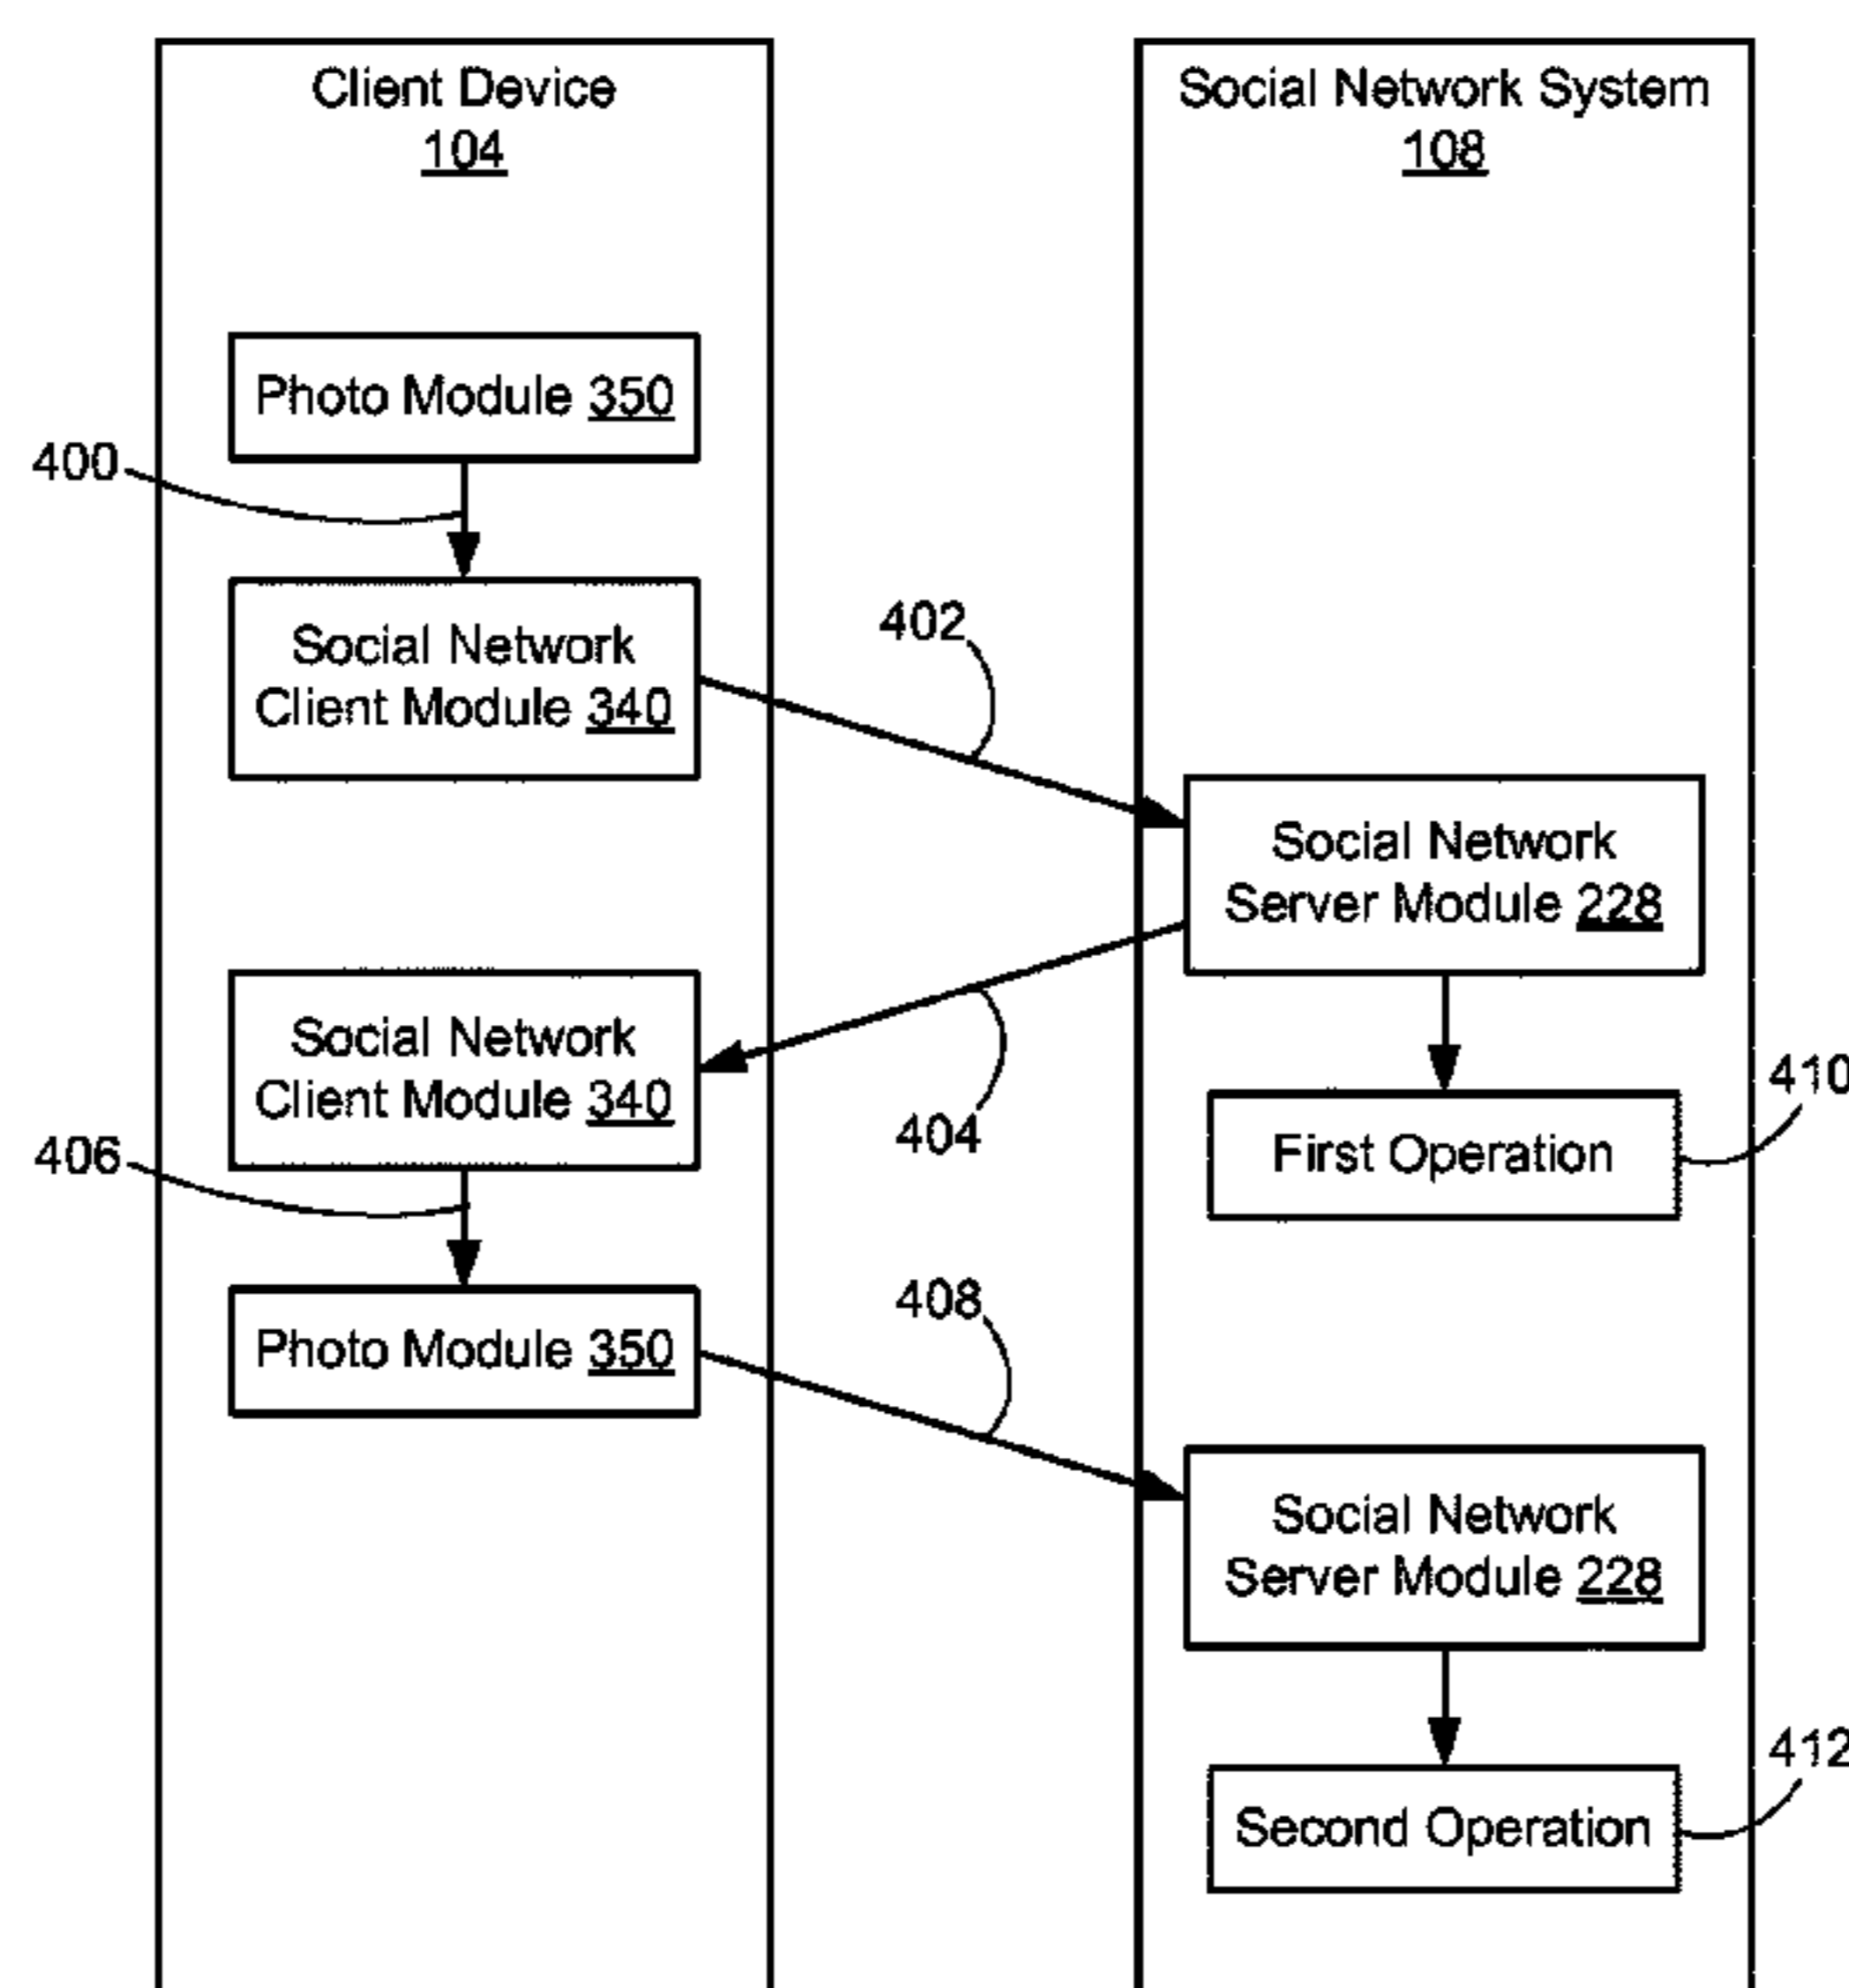 Client Device
104
Social Network System
108
Photo Module 350
400
Social Network
Client Module 340
402
Social Network
Server Module 228
Social Network
Client Module 340
404
410
First Operation
406
Photo Module 350
408
Social Network
Server Module 228
412
Second Operation